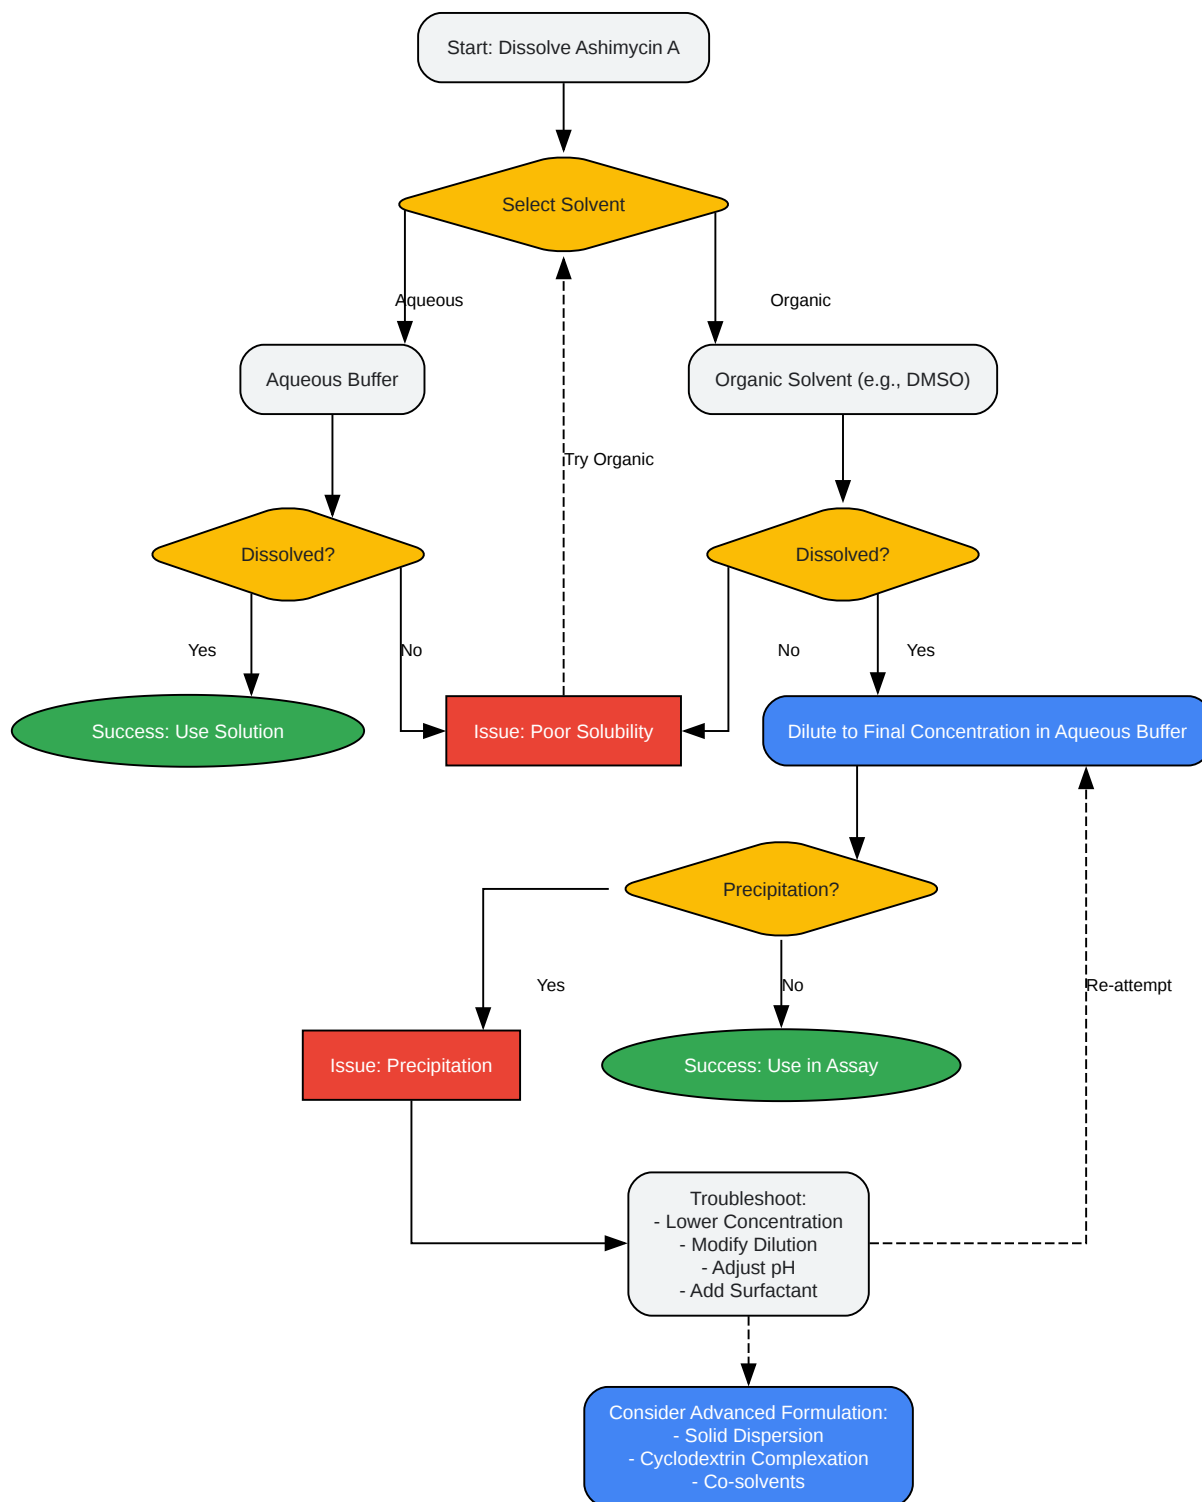 Start: Dissolve Ashimycin A
Select Solvent
Aqueous
Organic
Aqueous Buffer
Organic Solvent (e.g., DMSO)
Try Organic
Dissolved?
Dissolved?
Yes
No
No
Yes
Success: Use Solution
Issue: Poor Solubility
Dilute to Final Concentration in Aqueous Buffer
Precipitation?
Yes
No
Re-attempt
Issue: Precipitation
Success: Use in Assay
Troubleshoot:
- Lower Concentration
- Modify Dilution
- Adjust pH
- Add Surfactant
Consider Advanced Formulation:
- Solid Dispersion
- Cyclodextrin Complexation
- Co-solvents